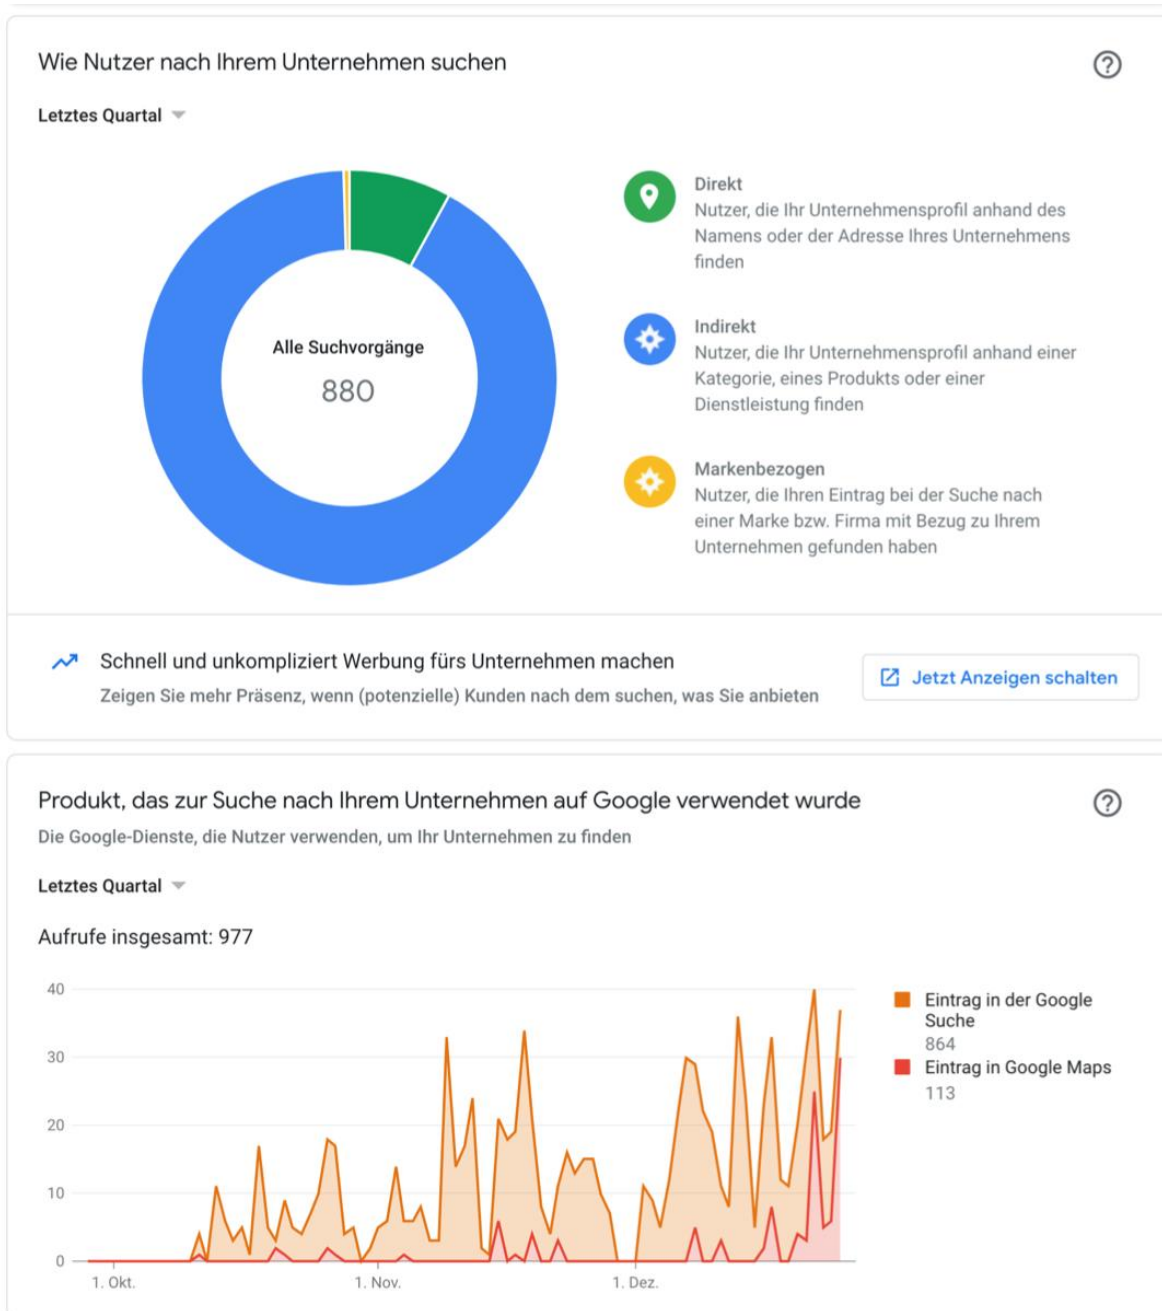 Wie Nutzer nach Ihrem Unternehmen suchen
Letztes Quartal
Alle Suchvorgänge
880
Direkt
Nutzer, die Ihr Unternehmensprofil anhand des
Namens oder der Adresse Ihres Unternehmens
finden
Indirekt
Nutzer, die Ihr Unternehmensprofil anhand einer
Kategorie, eines Produkts oder einer
Dienstleistung finden
Markenbezogen
Nutzer, die Ihren Eintrag bei der Suche nach
einer Marke bzw. Firma mit Bezug zu Ihrem
Unternehmen gefunden haben
Schnell und unkompliziert Werbung fürs Unternehmen machen
Zeigen Sie mehr Präsenz, wenn (potenzielle) Kunden nach dem suchen, was Sie anbieten
Jetzt Anzeigen schalten
Produkt, das zur Suche nach Ihrem Unternehmen auf Google verwendet wurde
Die Google-Dienste, die Nutzer verwenden, um Ihr Unternehmen zu finden
Letztes Quartal
Aufrufe insgesamt: 977
40
30
20
10
0
1. Okt.
1. Nov.
1. Dez.
Eintrag in der Google
Suche
864
Eintrag in Google Maps
113